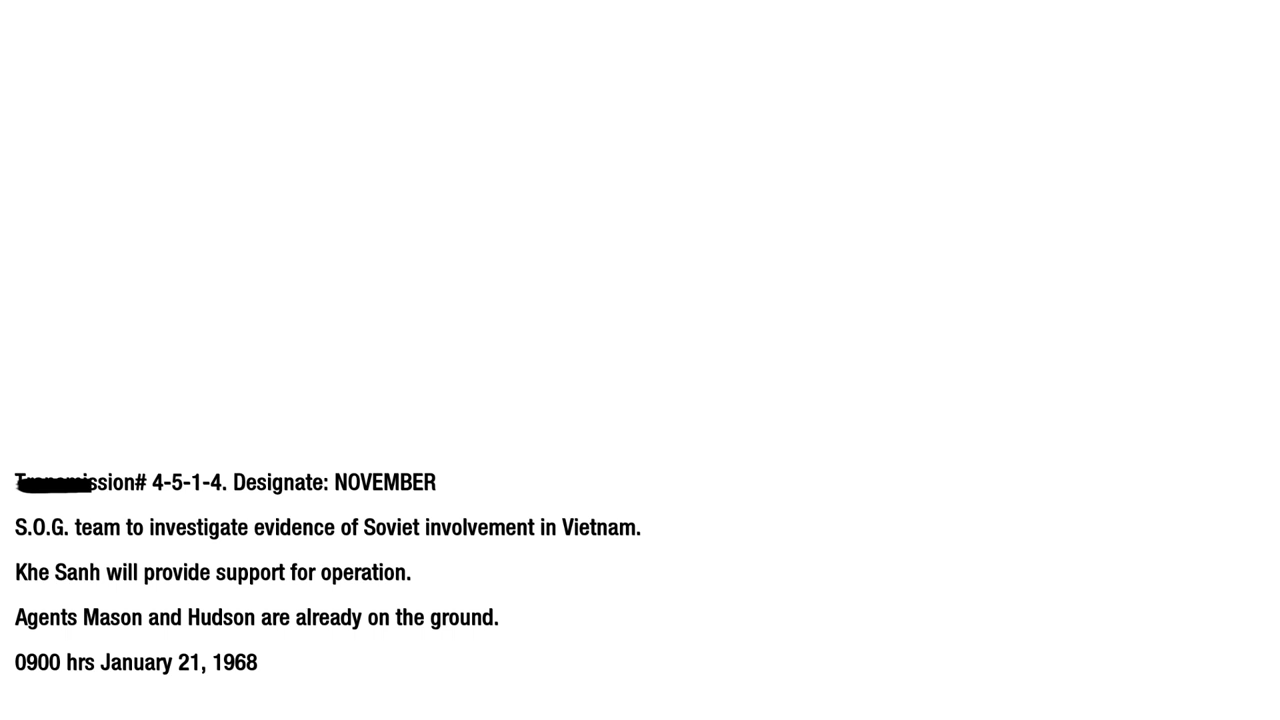 Transmission# 4-5-1-4. Designate: NOVEMBER
S.O.G. team to investigate evidence of Soviet involvement in Vietnam.
Khe Sanh will provide support for operation.
Agents Mason and Hudson are already on the ground.
0900 hrs January 21, 1968